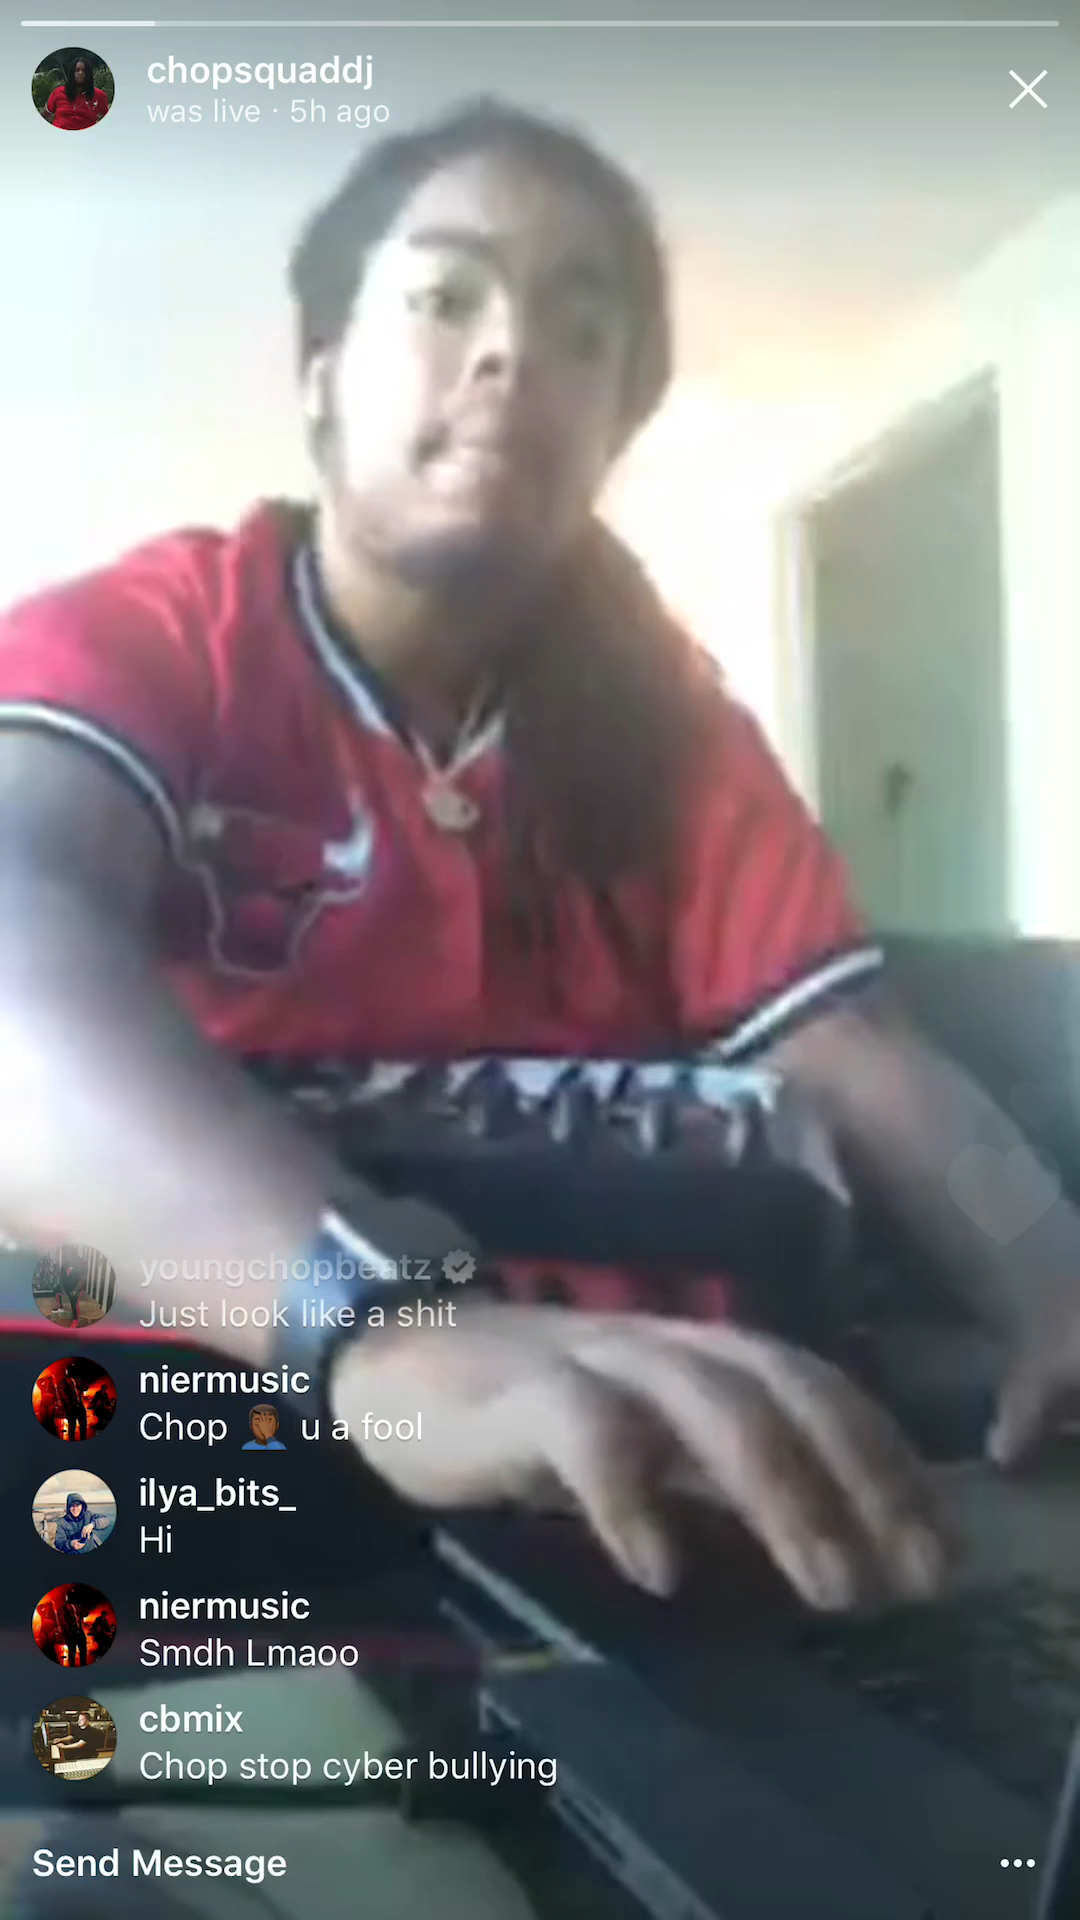 chopsquaddj
was live · 5h ago
youngchopbeatz
Just look like a shit
niermusic
Chop 🤦🏾‍♂️ u a fool
ilya_bits_
Hi
niermusic
Smdh Lmaoo
cbmix
Chop stop cyber bullying
Send Message